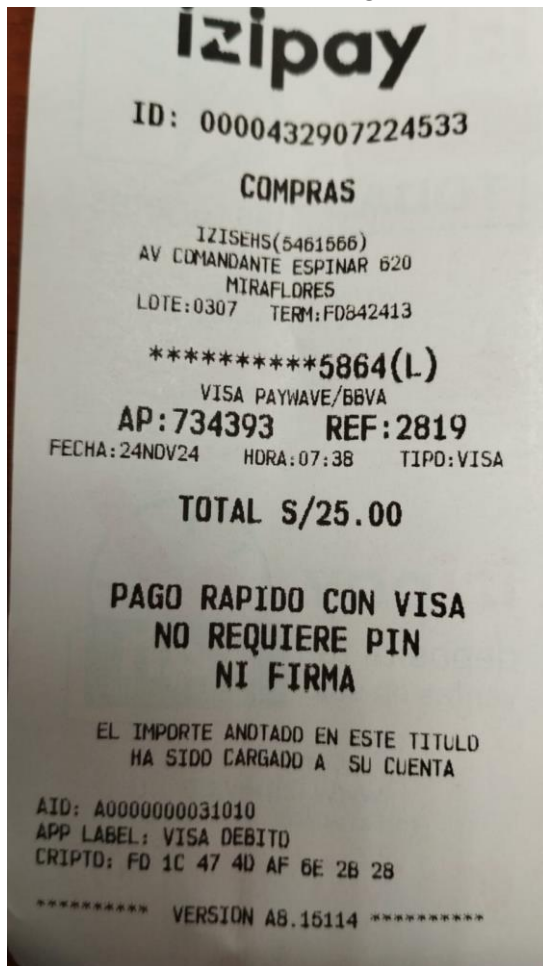 izipay
ID: 0000432907224533
COMPRAS
IZISEHS(5461566)
AV COMANDANTE ESPINAR 620
MIRAFLORES
LOTE:0307 TERM:FD842413
**********5864(L)
VISA PAYWAVE/BBVA
AP:734393 REF:2819
FECHA:24NOV24 HORA:07:38 TIPO:VISA
TOTAL S/25.00
PAGO RAPIDO CON VISA
NO REQUIERE PIN
NI FIRMA
EL IMPORTE ANOTADO EN ESTE TITULO
HA SIDO CARGADO A SU CUENTA
AID: A0000000031010
APP LABEL: VISA DEBITO
CRIPTO: FD 1C 47 4D AF 6E 2B 28
********** VERSION A8.15114 **********